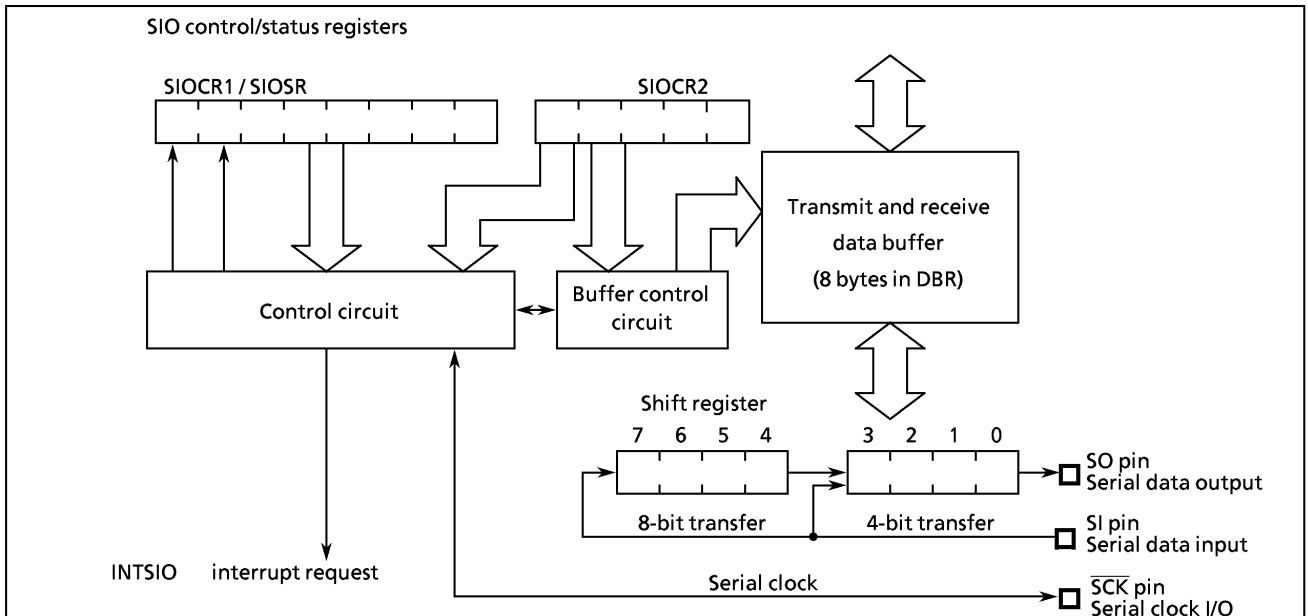 SIO control/status registers
SIOCR1 / SIOSR
SIOCR2
Transmit and receive
data buffer
(8 bytes in DBR)
Control circuit
Buffer control
circuit
Shift register
7 6 5 4
3 2 1 0
SO pin
Serial data output
8-bit transfer
4-bit transfer
SI pin
Serial data input
INTSIO interrupt request
Serial clock
S̅C̅K̅ pin
Serial clock I/O